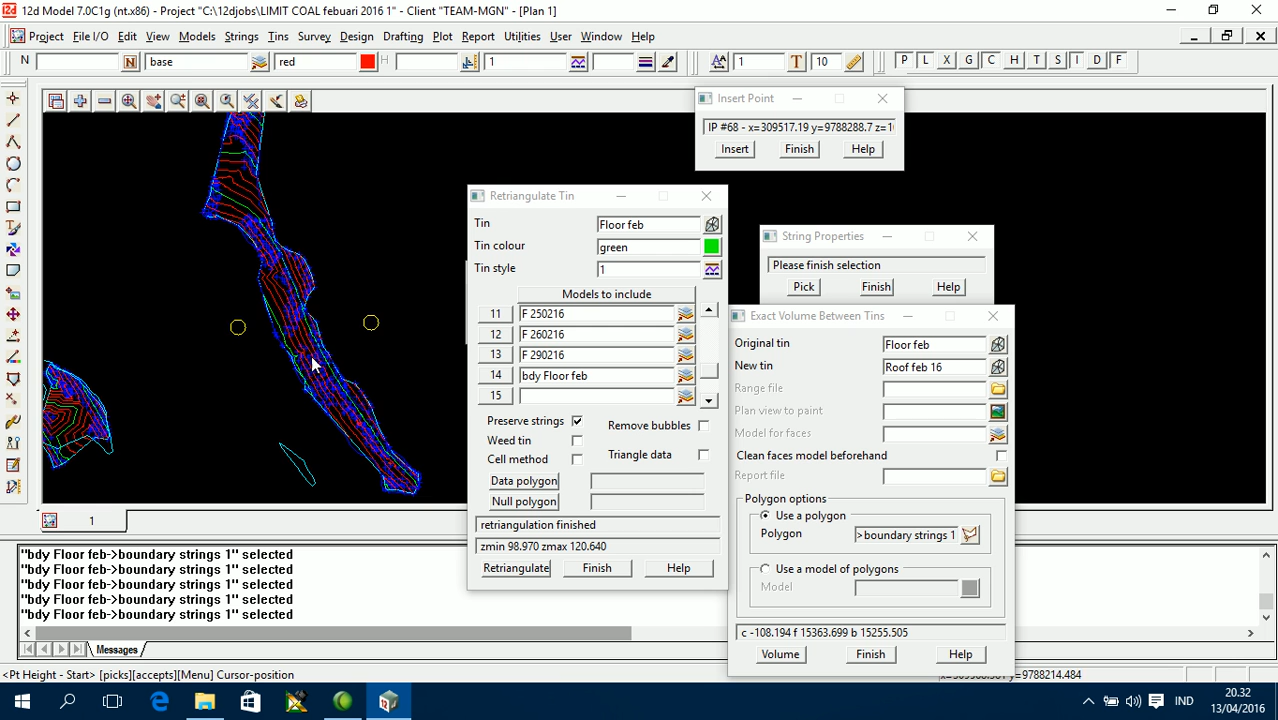 12d Model 7.0C1g (nt.x86) - Project "C:\12djobs\LIMIT COAL febuari 2016 1" - Client "TEAM-MGN" - [Plan 1]
Project File I/O Edit View Models Strings Tins Survey Design Drafting Plot Report Utilities User Window Help
N N base red H 1 1 T 10 P L X G C H T S I D F
Insert Point
IP #68 - x=309517.19 y=9788288.7 z=1
Insert Finish Help
Retriangulate Tin
Tin Floor feb
Tin colour green
Tin style 1
Models to include
11 F 250216
12 F 260216
13 F 290216
14 bdy Floor feb
15
Preserve strings Remove bubbles
Weed tin
Cell method Triangle data
Data polygon
Null polygon
retriangulation finished
zmin 98.970 zmax 120.640
Retriangulate Finish Help
String Properties
Please finish selection
Pick Finish Help
Exact Volume Between Tins
Original tin Floor feb
New tin Roof feb 16
Range file
Plan view to paint
Model for faces
Clean faces model beforehand
Report file
Polygon options
Use a polygon
Polygon >boundary strings 1
Use a model of polygons
Model
c -108.194 f 15363.699 b 15255.505
Volume Finish Help
1
"bdy Floor feb->boundary strings 1" selected
"bdy Floor feb->boundary strings 1" selected
"bdy Floor feb->boundary strings 1" selected
"bdy Floor feb->boundary strings 1" selected
"bdy Floor feb->boundary strings 1" selected
Messages
<Pt Height - Start> [picks][accepts][Menu] Cursor-position
y=9788214.484
IND
20.32
13/04/2016